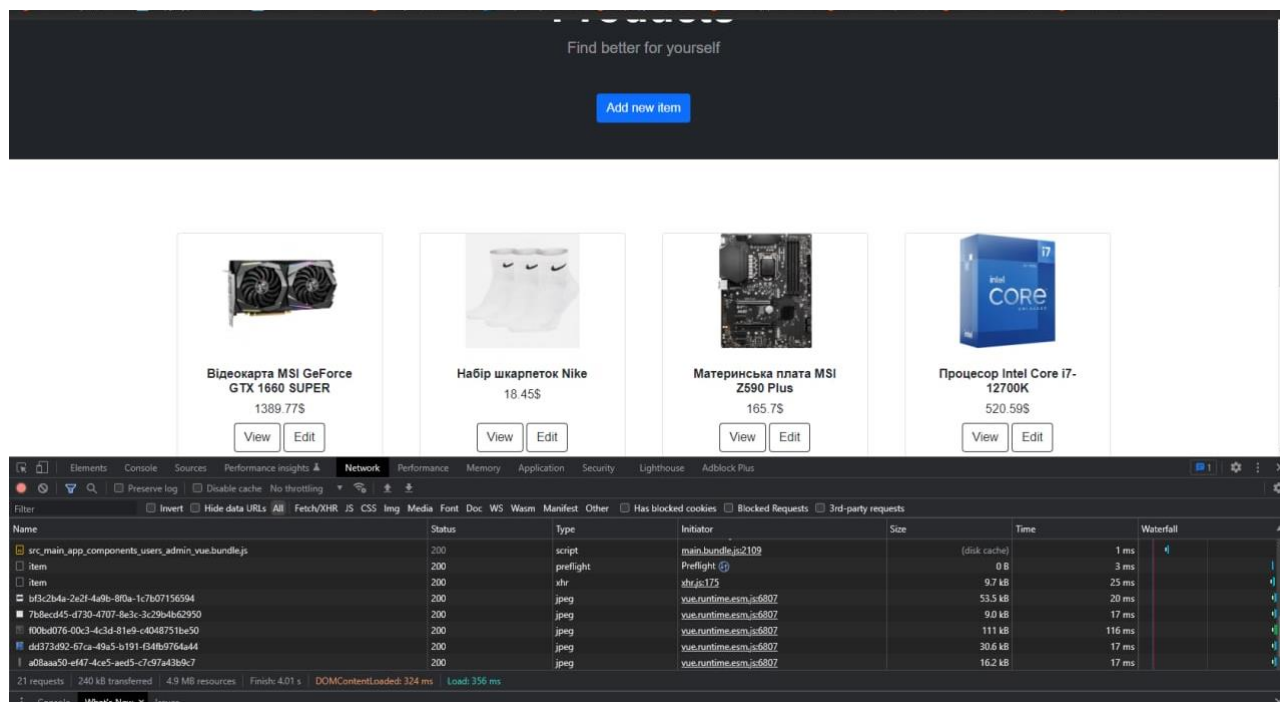 Products
Find better for yourself
Add new item
intel
i7
CORE
UNLOCKED
Відеокарта MSI GeForce
GTX 1660 SUPER
1389.77$
View Edit
Набір шкарпеток Nike
18.45$
View Edit
Материнська плата MSI
Z590 Plus
165.7$
View Edit
Процесор Intel Core i7-
12700K
520.59$
View Edit
Elements Console Sources Performance insights Network Performance Memory Application Security Lighthouse Adblock Plus 1
Preserve log Disable cache No throttling
Filter Invert Hide data URLs All Fetch/XHR JS CSS Img Media Font Doc WS Wasm Manifest Other Has blocked cookies Blocked Requests 3rd-party requests
Name Status Type Initiator Size Time Waterfall
src_main_app_components_users_admin_vue.bundle.js 200 script main.bundle.js:2109 (disk cache) 1 ms
item 200 preflight Preflight 0 B 3 ms
item 200 xhr xhr.js:175 9.7 kB 25 ms
bf3c2b4a-2e2f-4a9b-8f0a-1c7b07156594 200 jpeg vue.runtime.esm.js:6807 53.5 kB 20 ms
7b8ecd45-d730-4707-8e3c-3c29b4b62950 200 jpeg vue.runtime.esm.js:6807 9.0 kB 17 ms
f00bd076-00c3-4c3d-81e9-c4048751be50 200 jpeg vue.runtime.esm.js:6807 111 kB 116 ms
dd373d92-67ca-49a5-b191-f34fb9764a44 200 jpeg vue.runtime.esm.js:6807 30.6 kB 17 ms
a08aaa50-ef47-4ce5-aed5-c7c97a43b9c7 200 jpeg vue.runtime.esm.js:6807 16.2 kB 17 ms
21 requests 240 kB transferred 4.9 MB resources Finish: 4.01 s DOMContentLoaded: 324 ms Load: 356 ms
Console What's New Issues